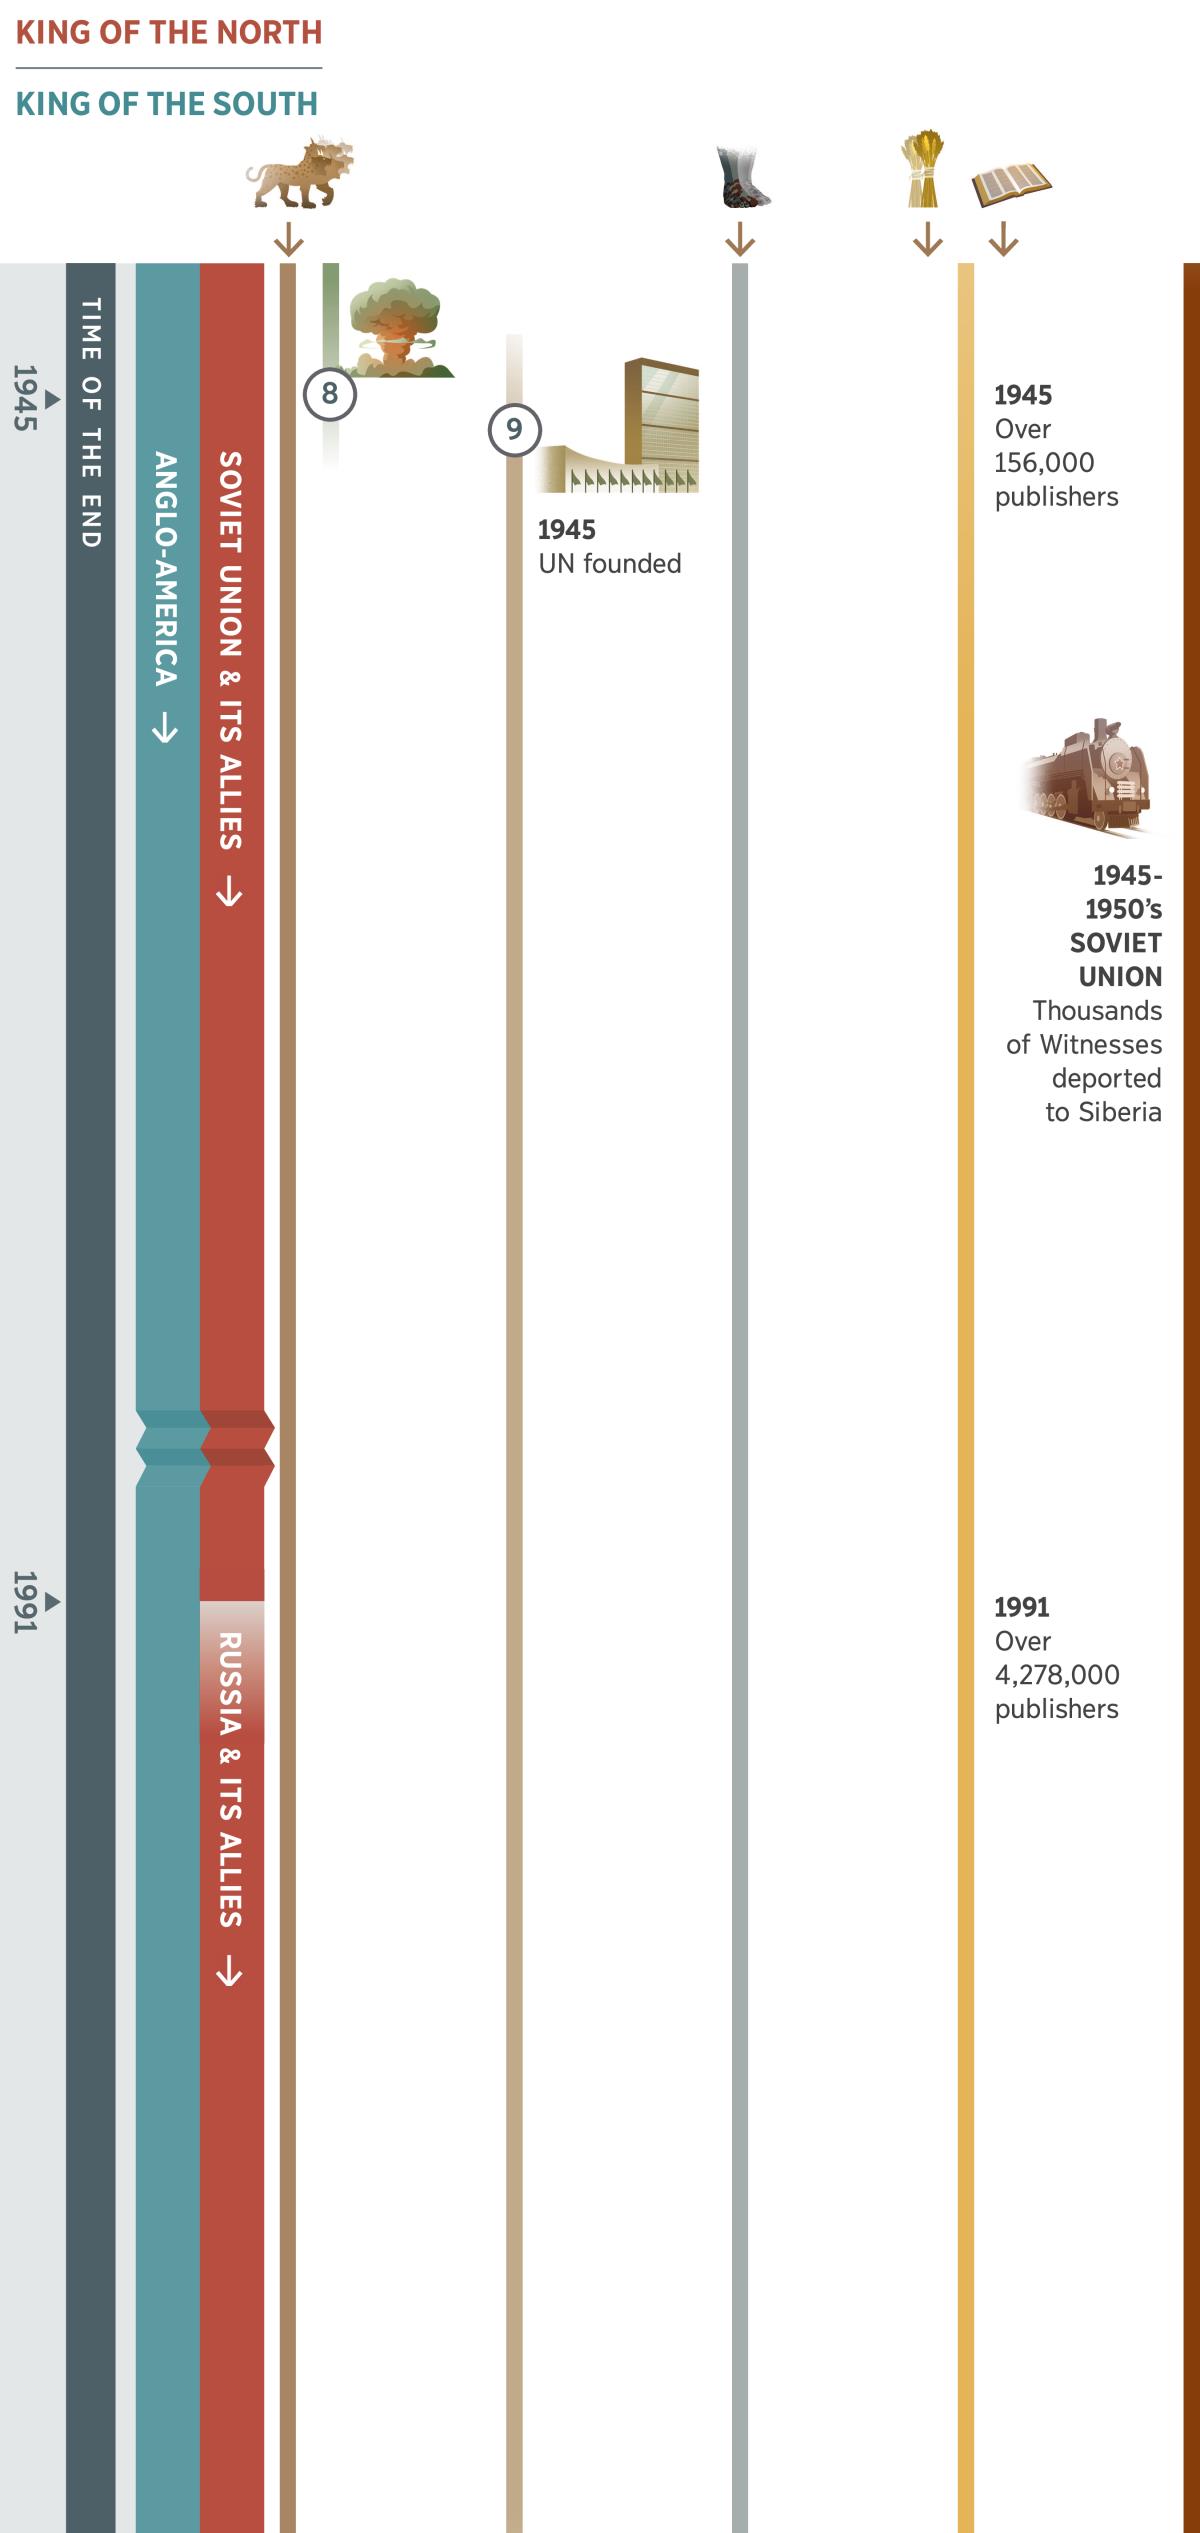 KING OF THE NORTH
KING OF THE SOUTH
1945
TIME OF THE END
ANGLO-AMERICA
SOVIET UNION & ITS ALLIES
8
9
1945
UN founded
1945
Over
156,000
publishers
1945-
1950’s
SOVIET
UNION
Thousands
of Witnesses
deported
to Siberia
1991
RUSSIA & ITS ALLIES
1991
Over
4,278,000
publishers